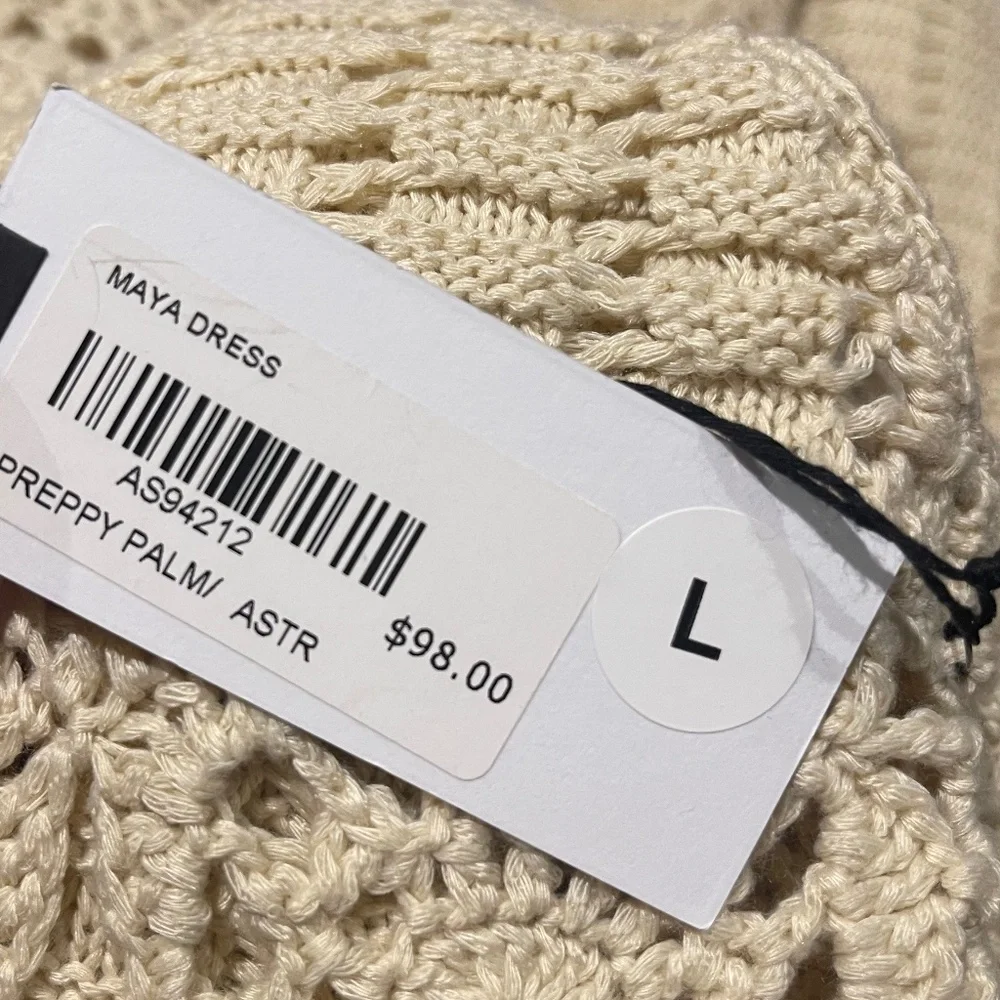 MAYA DRESS
AS94212
PREPPY PALM/ ASTR
$98.00
L